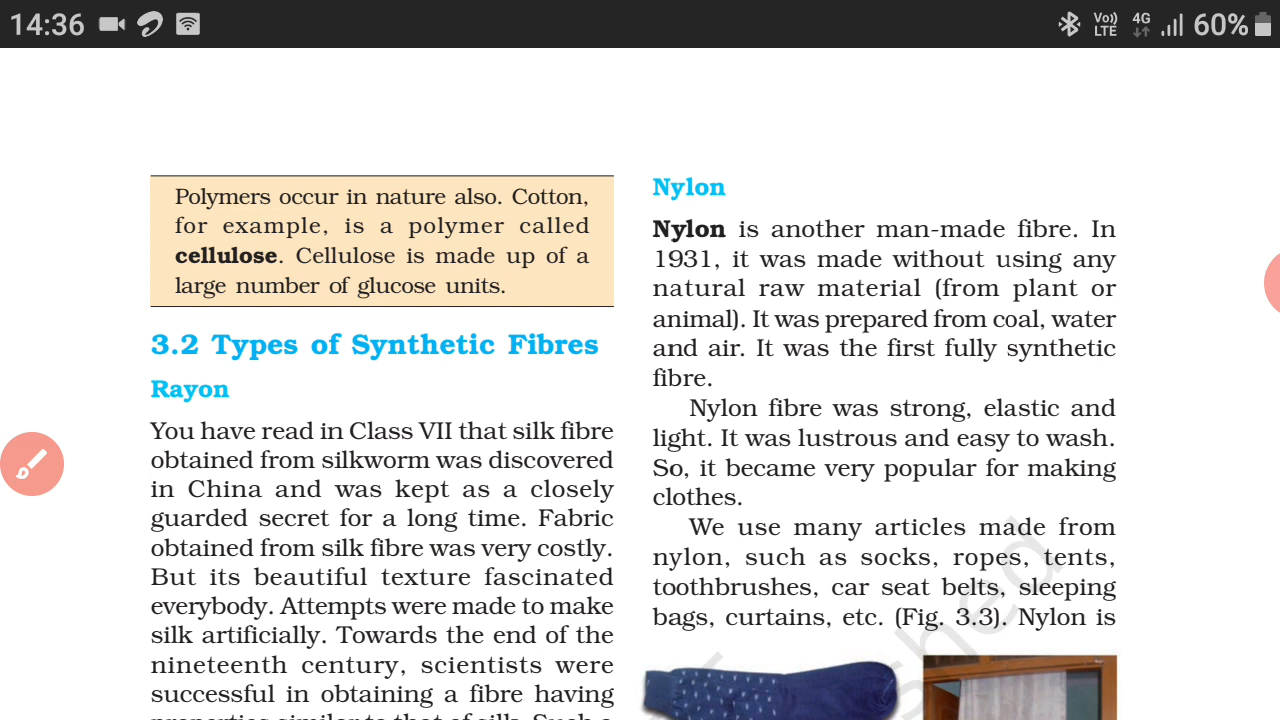 14:36
Vo)) LTE 4G 60%
Polymers occur in nature also. Cotton,
for example, is a polymer called
cellulose. Cellulose is made up of a
large number of glucose units.
3.2 Types of Synthetic Fibres
Rayon
You have read in Class VII that silk fibre
obtained from silkworm was discovered
in China and was kept as a closely
guarded secret for a long time. Fabric
obtained from silk fibre was very costly.
But its beautiful texture fascinated
everybody. Attempts were made to make
silk artificially. Towards the end of the
nineteenth century, scientists were
successful in obtaining a fibre having
properties similar to that of silk. Such a
Nylon
Nylon is another man-made fibre. In
1931, it was made without using any
natural raw material (from plant or
animal). It was prepared from coal, water
and air. It was the first fully synthetic
fibre.
Nylon fibre was strong, elastic and
light. It was lustrous and easy to wash.
So, it became very popular for making
clothes.
We use many articles made from
nylon, such as socks, ropes, tents,
toothbrushes, car seat belts, sleeping
bags, curtains, etc. (Fig. 3.3). Nylon is